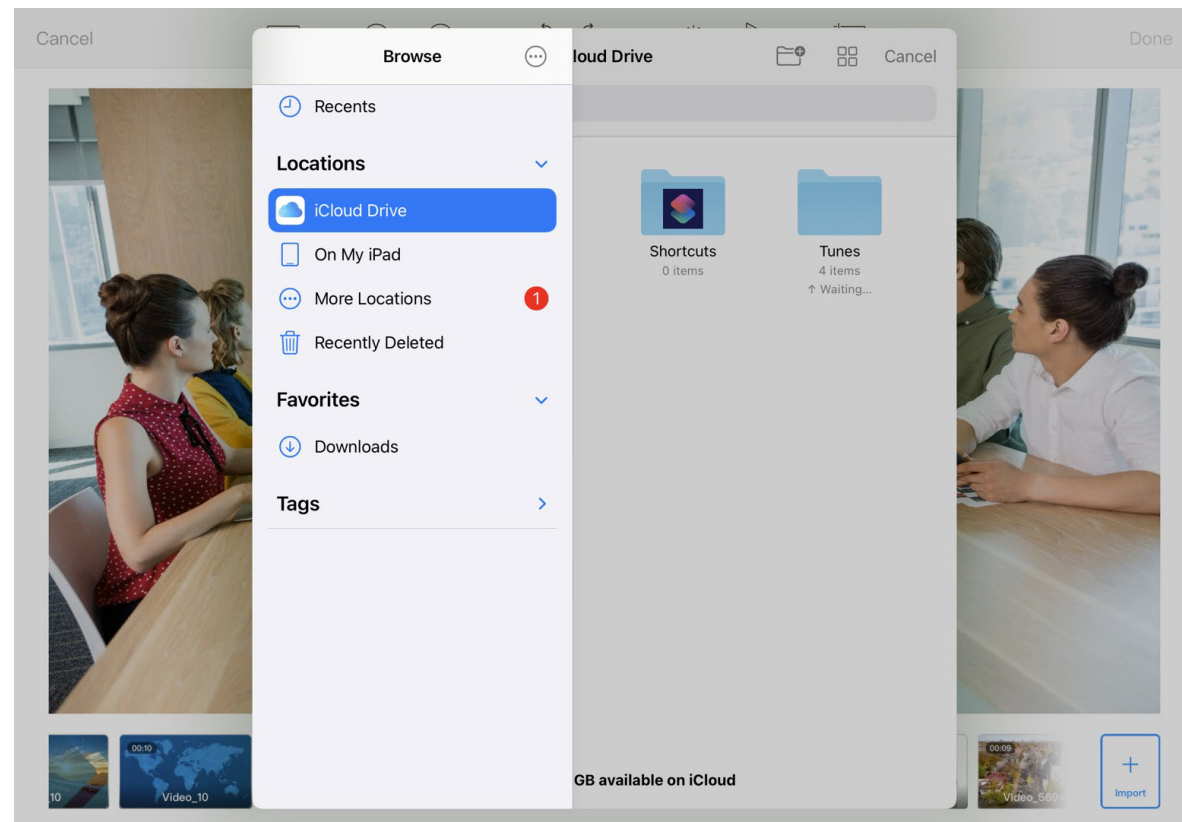 Cancel
Done
Browse
loud Drive
Cancel
Recents
Locations
iCloud Drive
On My iPad
More Locations
1
Recently Deleted
Favorites
Downloads
Tags
Shortcuts
0 items
Tunes
4 items
↑ Waiting...
GB available on iCloud
10
00:10
Video_10
00:09
Import